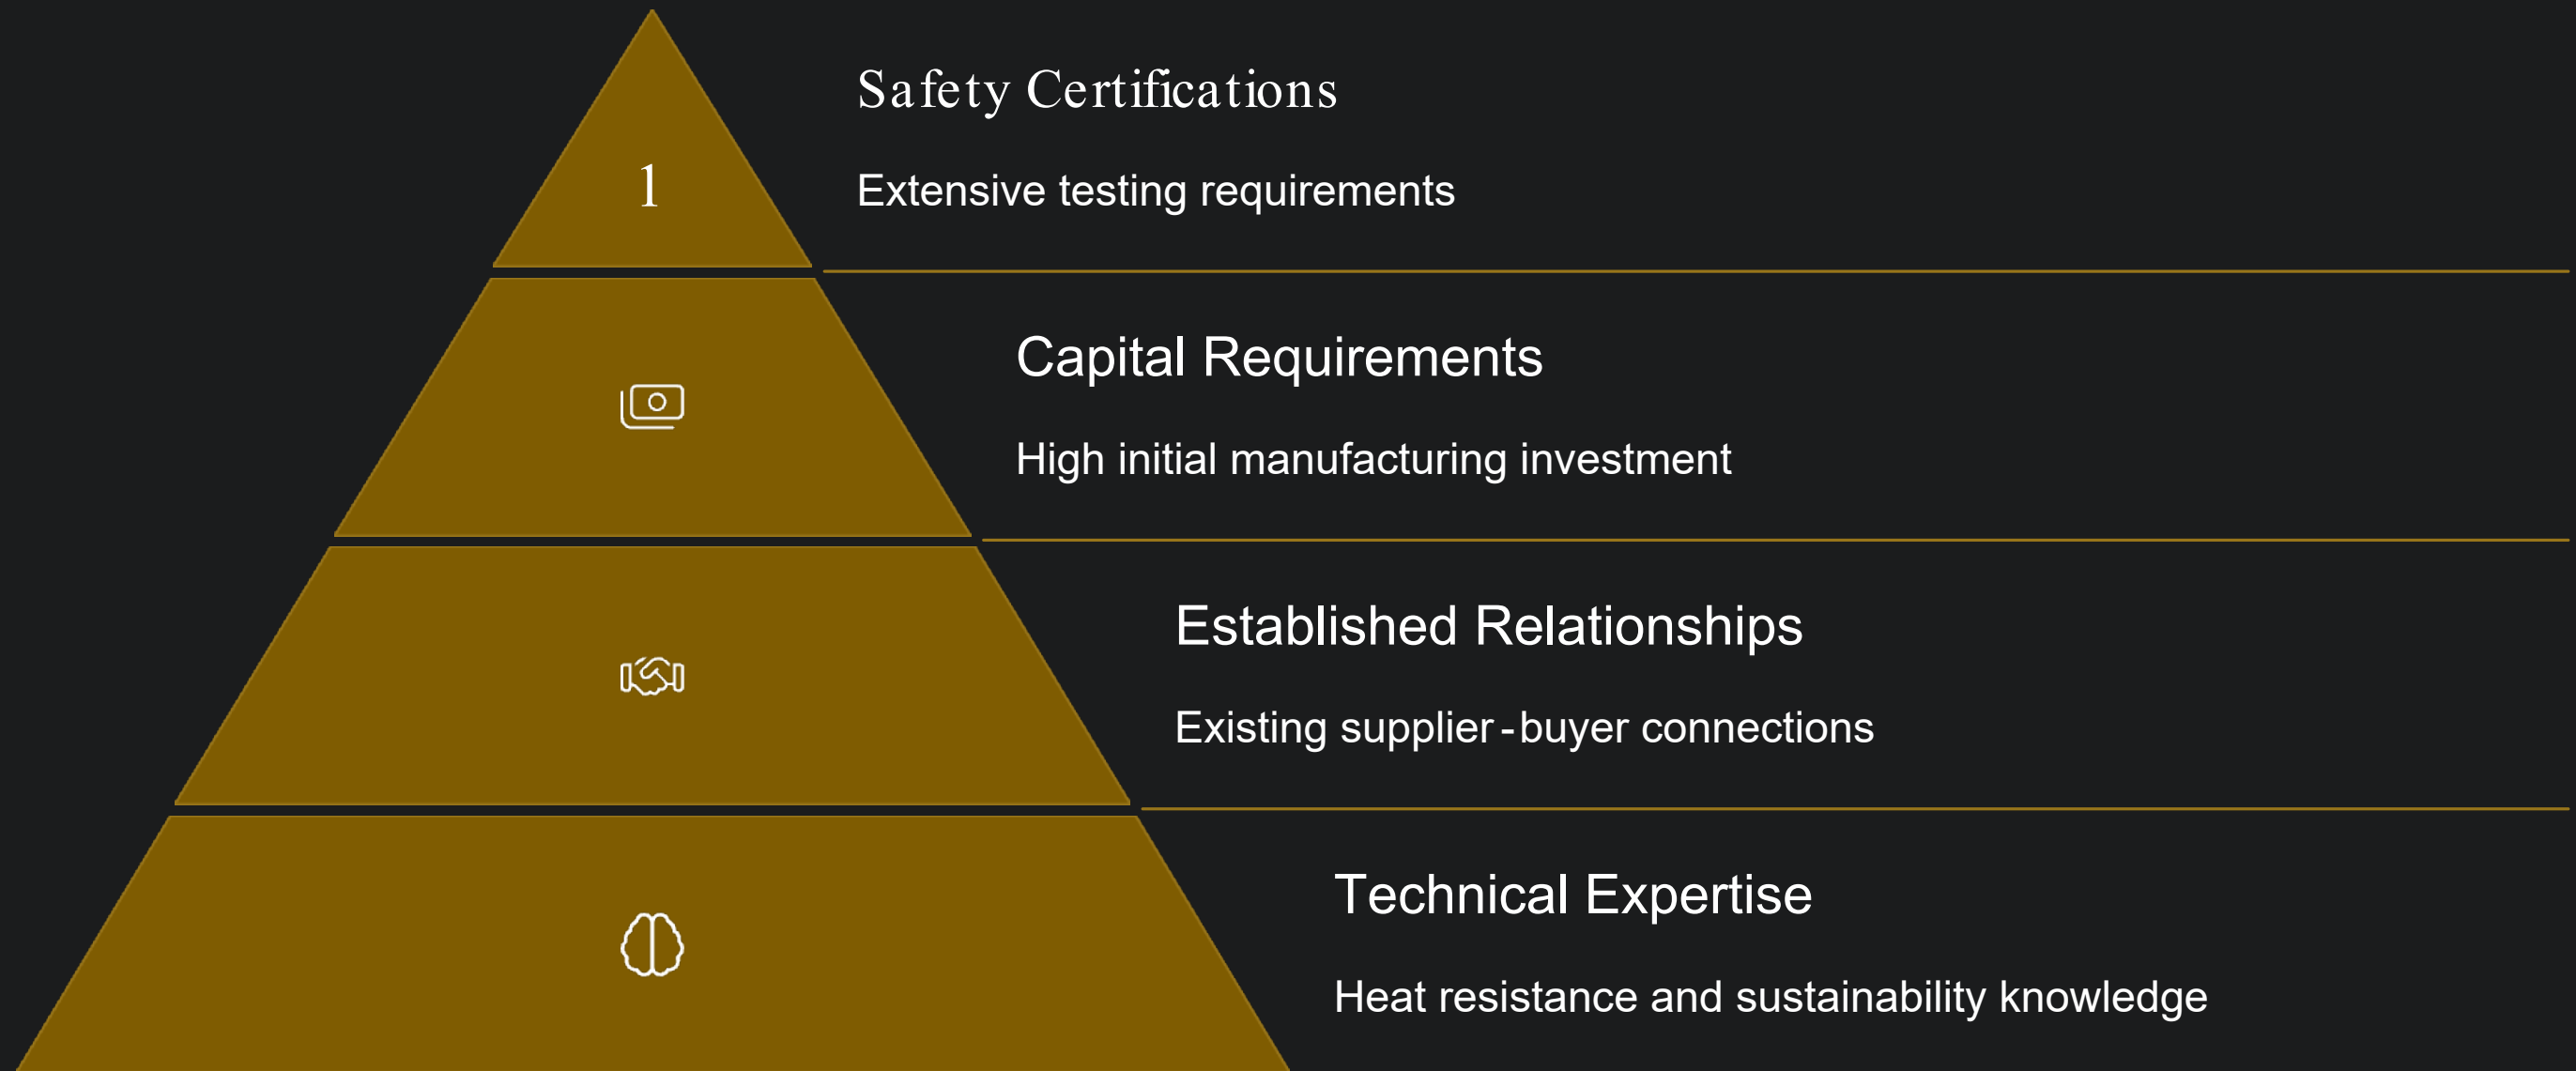 Safety Certifications
1
Extensive testing requirements
Capital Requirements
High initial manufacturing investment
Established Relationships
Existing supplier-buyer connections
Technical Expertise
Heat resistance and sustainability knowledge